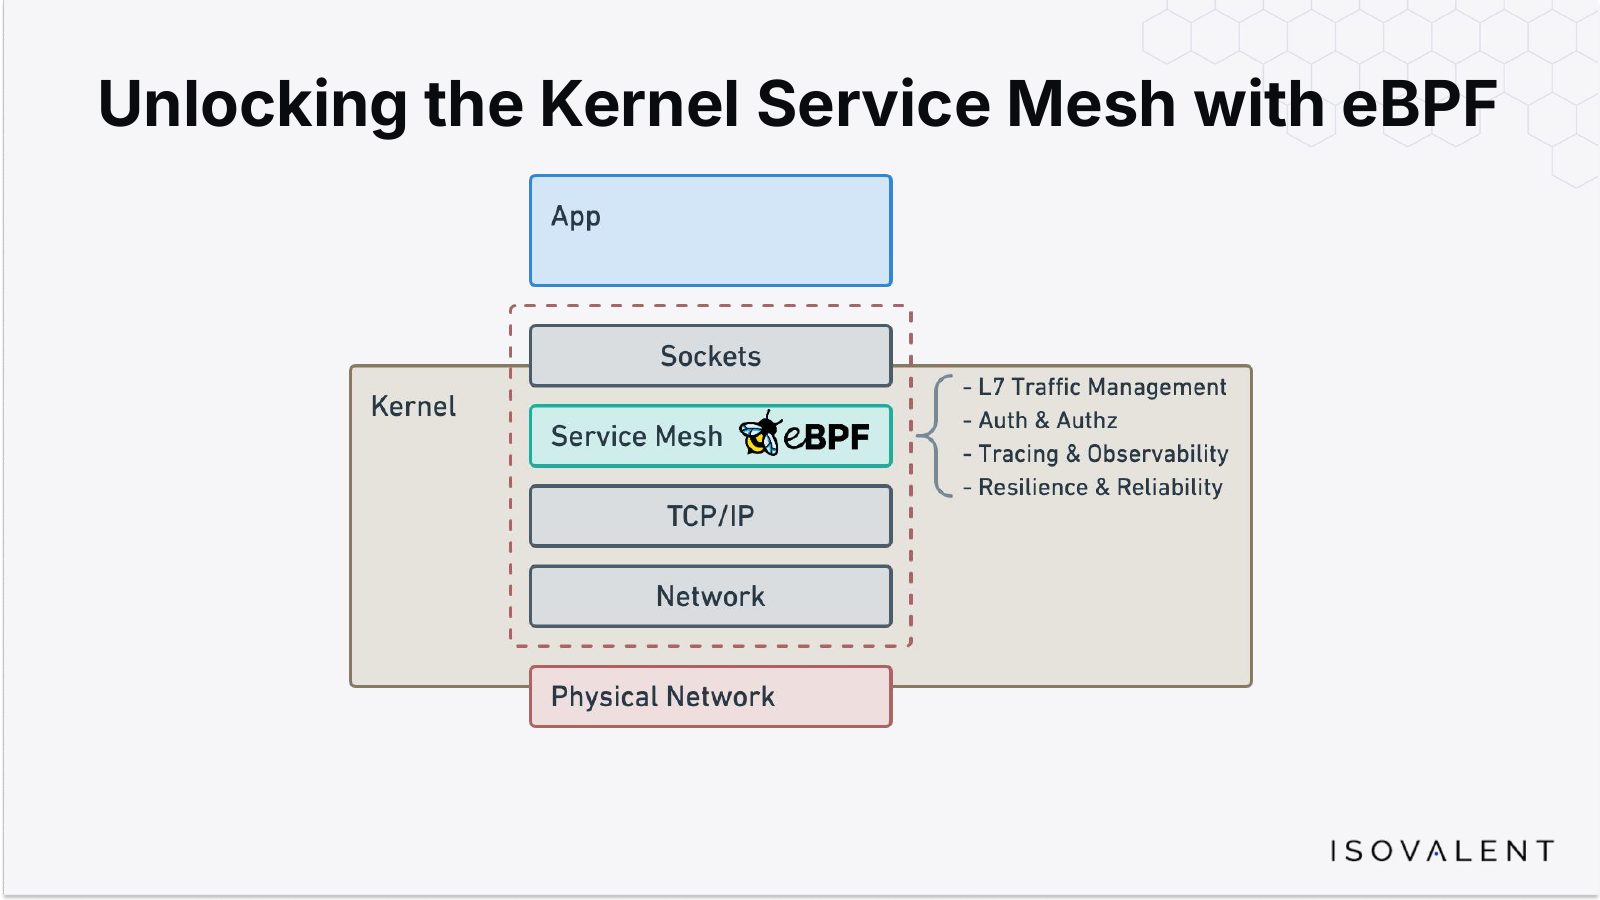 Unlocking the Kernel Service Mesh with eBPF
App
Sockets
Kernel
Service Mesh eBPF
TCP/IP
Network
Physical Network
- L7 Traffic Management
- Auth & Authz
- Tracing & Observability
- Resilience & Reliability
ISOVALENT